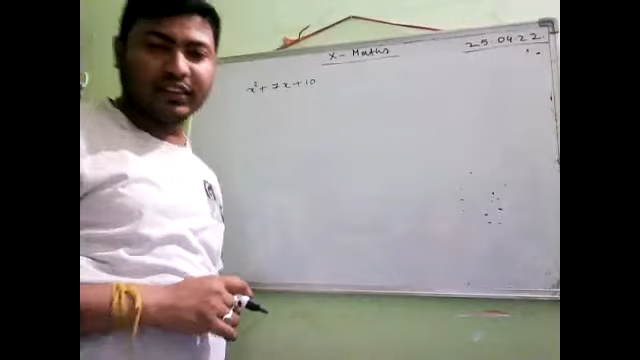 X - Maths
25.04.22.
x² + 7x + 10